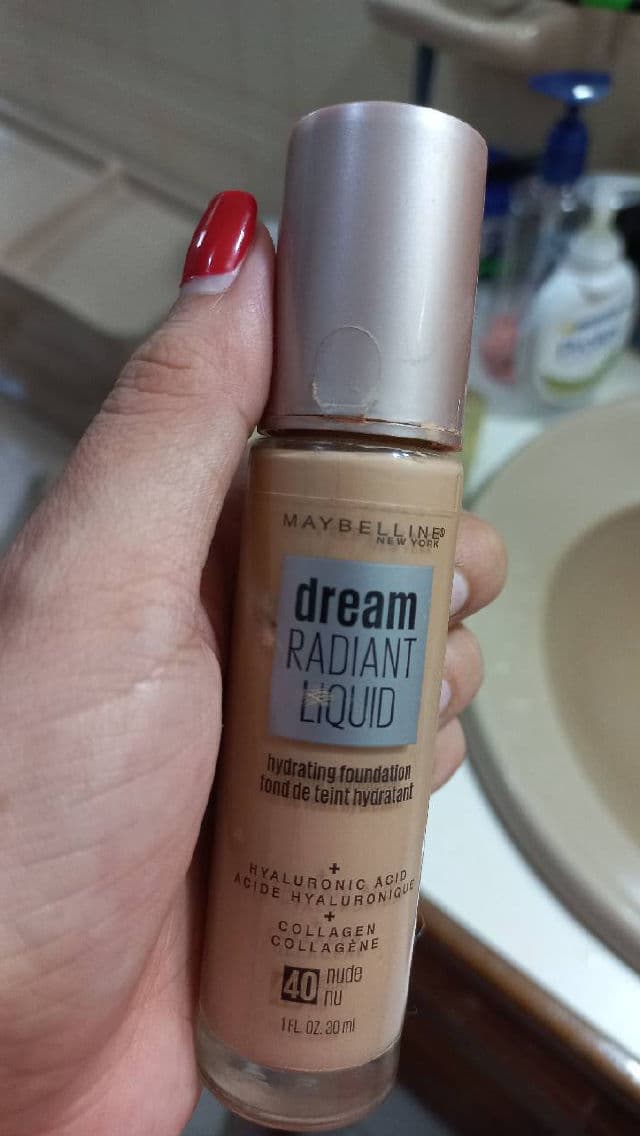 MAYBELLINE®
NEW YORK
dream
RADIANT
LIQUID
hydrating foundation
fond de teint hydratant
+
HYALURONIC ACID
ACIDE HYALURONIQUE
+
COLLAGEN
COLLAGÈNE
40 nude
nu
1 FL. OZ. 30 ml